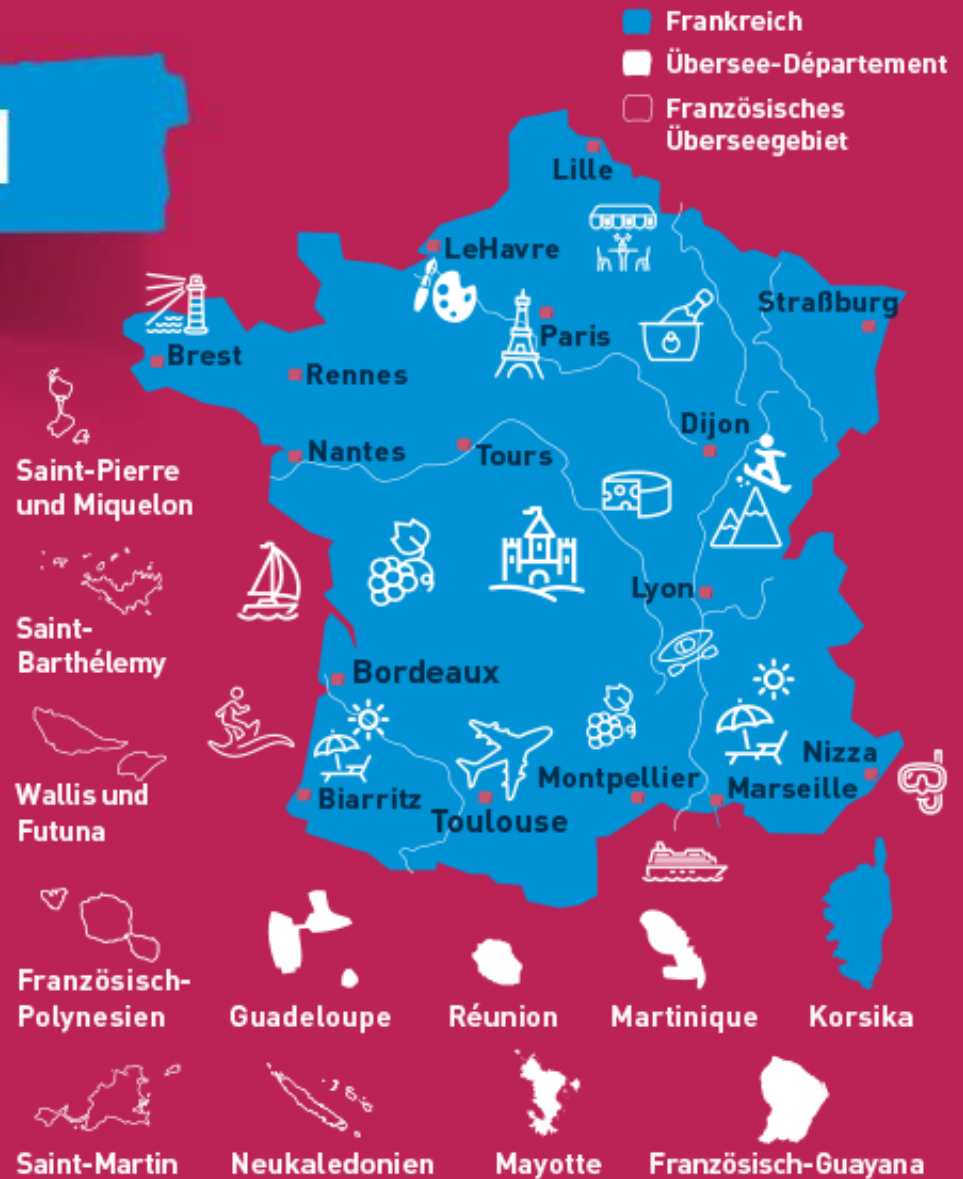 Frankreich
Übersee-Département
Französisches
Überseegebiet
Lille
LeHavre
Straßburg
Paris
Brest
Rennes
Dijon
Nantes
Tours
Saint-Pierre
und Miquelon
Lyon
Saint-
Barthélemy
Bordeaux
Nizza
Montpellier
Marseille
Biarritz
Toulouse
Wallis und
Futuna
Französisch-
Polynesien
Guadeloupe
Réunion
Martinique
Korsika
Saint-Martin
Neukaledonien
Mayotte
Französisch-Guayana